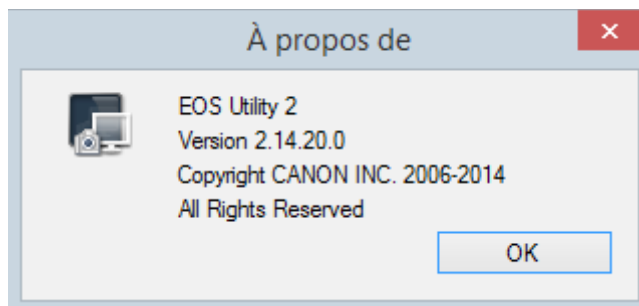 À propos de
EOS Utility 2
Version 2.14.20.0
Copyright CANON INC. 2006-2014
All Rights Reserved
OK